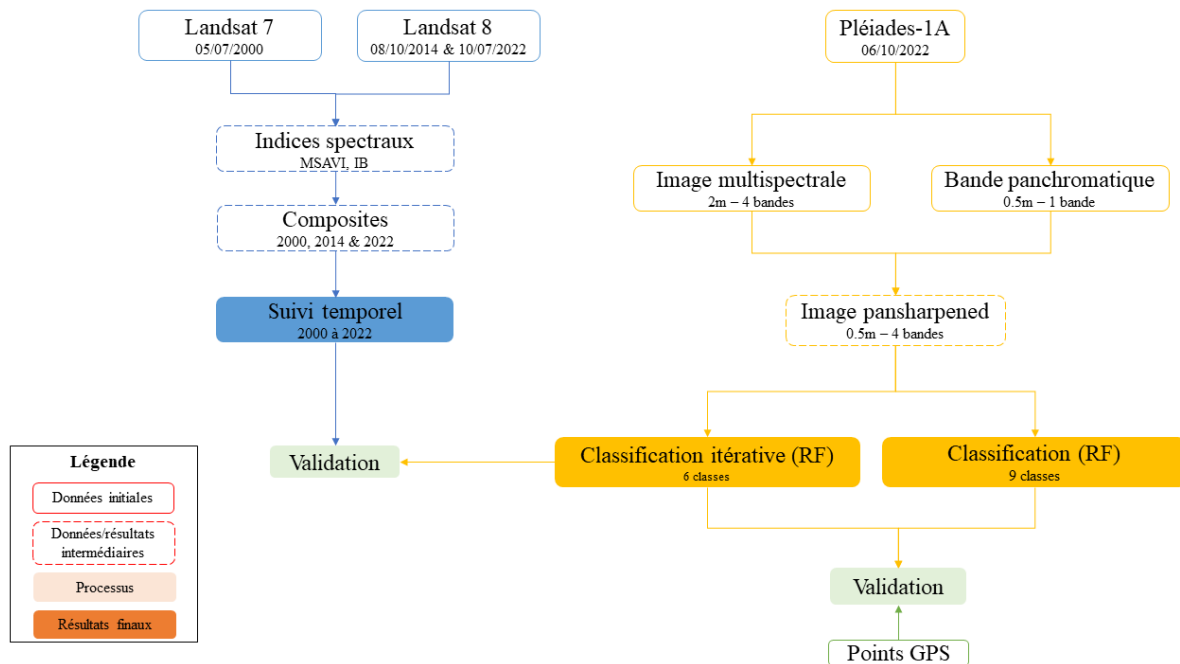 Landsat 7
05/07/2000
Landsat 8
08/10/2014 & 10/07/2022
Pléiades-1A
06/10/2022
Indices spectraux
MSAVI, IB
Image multispectrale
2m – 4 bandes
Bande panchromatique
0.5m – 1 bande
Composites
2000, 2014 & 2022
Suivi temporel
2000 à 2022
Image pansharpened
0.5m – 4 bandes
Validation
Classification itérative (RF)
6 classes
Classification (RF)
9 classes
Légende
Données initiales
Données/résultats
intermédiaires
Processus
Résultats finaux
Validation
Points GPS